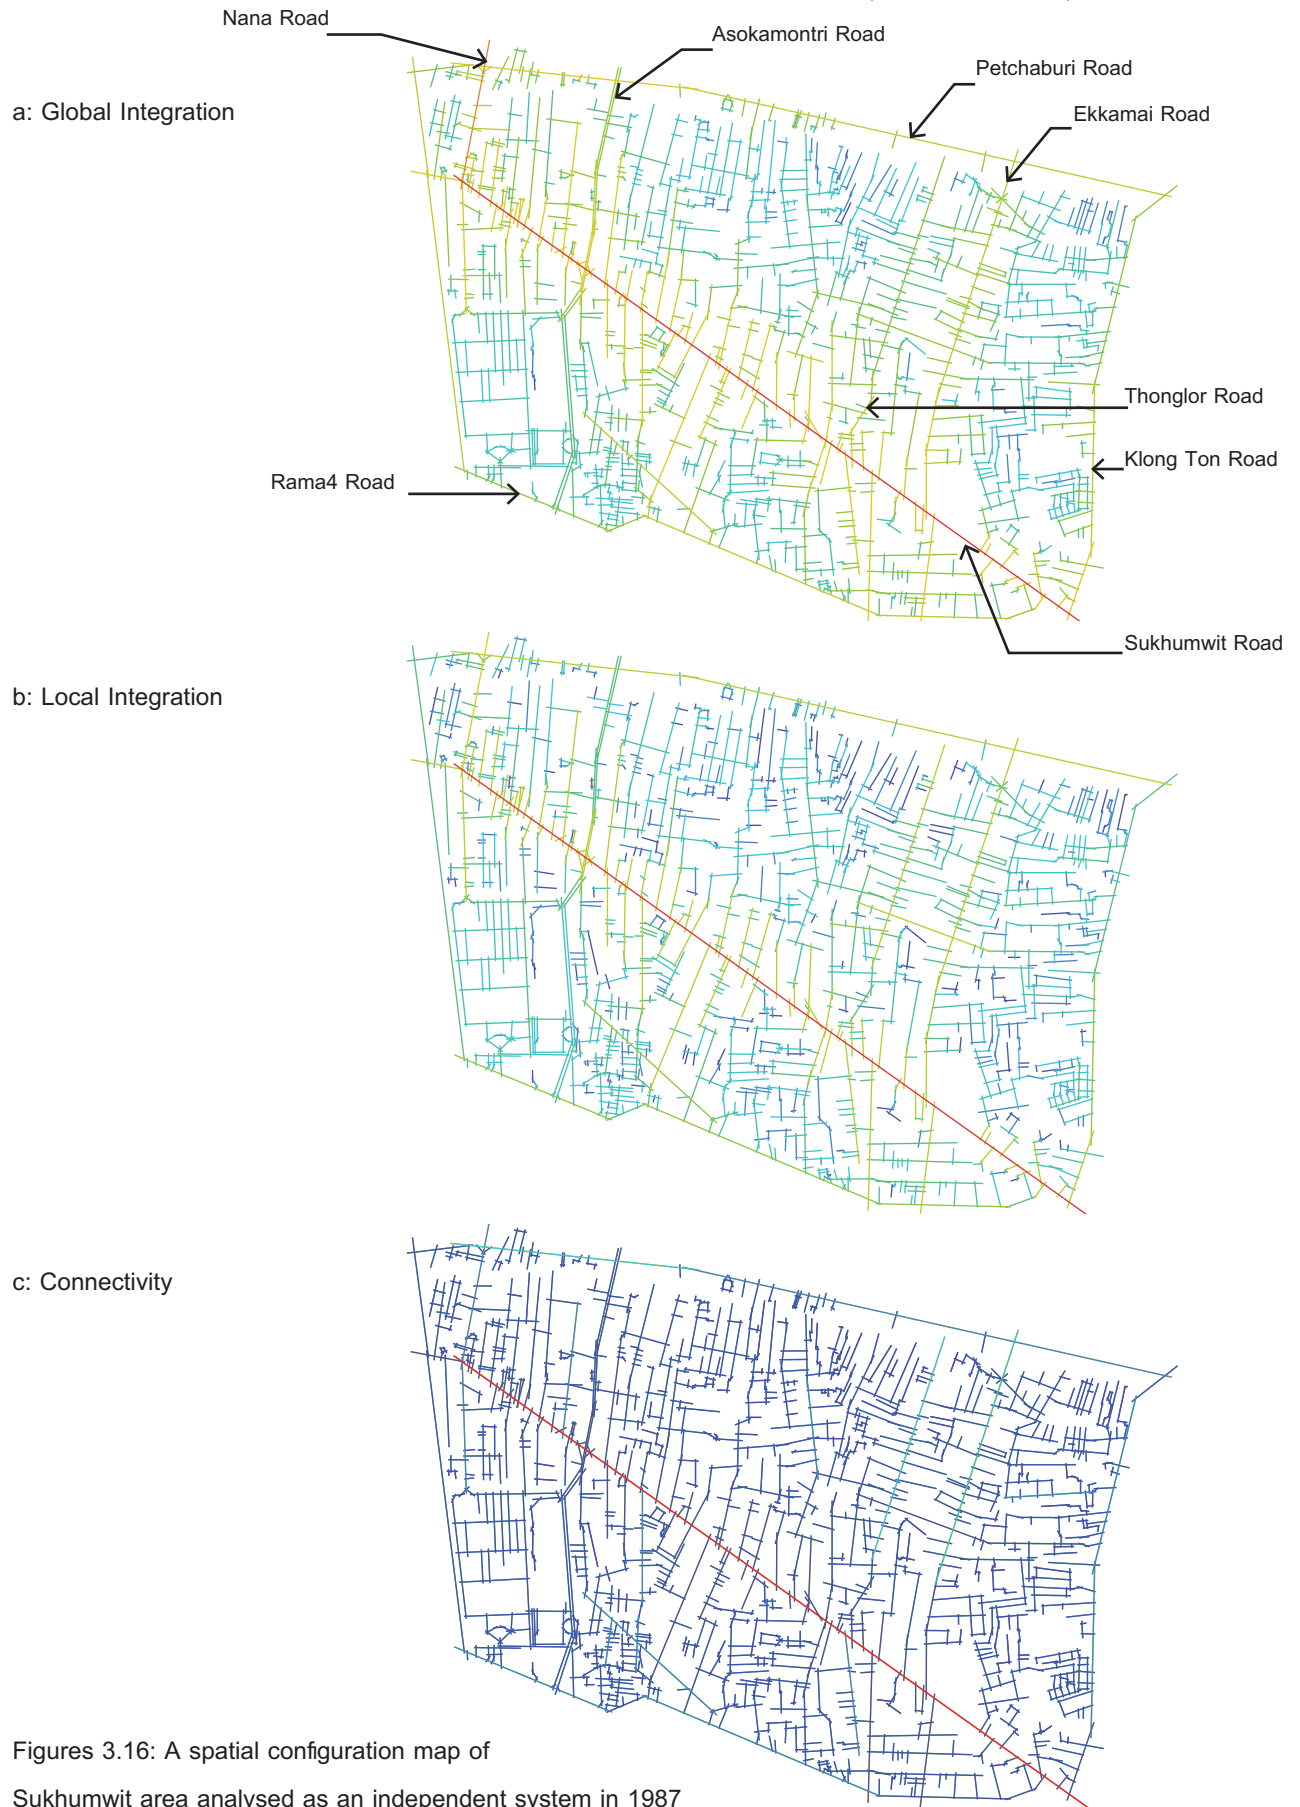 Nana Road
Asokamontri Road
Petchaburi Road
a: Global Integration
Ekkamai Road
Thonglor Road
Klong Ton Road
Rama4 Road
Sukhumwit Road
b: Local Integration
c: Connectivity
Figures 3.16: A spatial configuration map of
Sukhumwit area analysed as an independent system in 1987